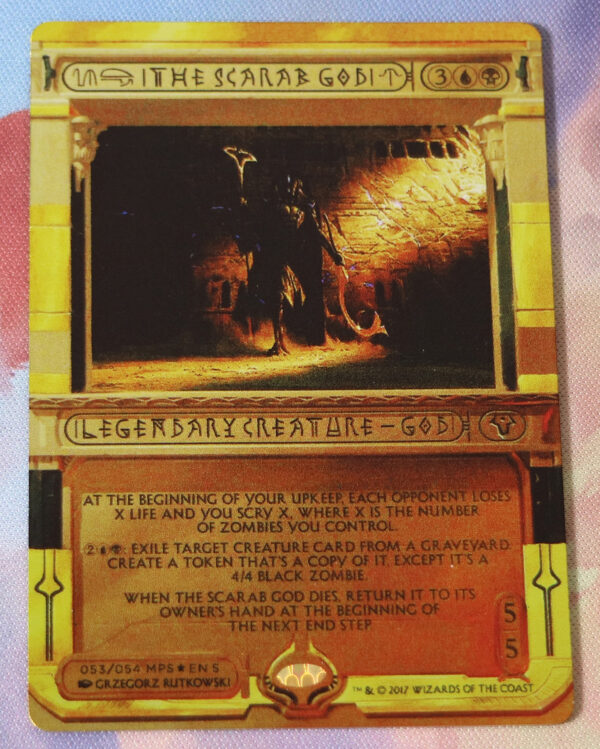 THE SCARAB GOD 3
LEGENDARY CREATURE — GOD
AT THE BEGINNING OF YOUR UPKEEP, EACH OPPONENT LOSES
X LIFE AND YOU SCRY X, WHERE X IS THE NUMBER
OF ZOMBIES YOU CONTROL.
2 : EXILE TARGET CREATURE CARD FROM A GRAVEYARD.
CREATE A TOKEN THAT'S A COPY OF IT, EXCEPT IT'S A
4/4 BLACK ZOMBIE.
WHEN THE SCARAB GOD DIES, RETURN IT TO ITS
OWNER'S HAND AT THE BEGINNING OF
THE NEXT END STEP.
5
5
053/054 MPS★EN S
GRZEGORZ RUTKOWSKI
™ & © 2017 WIZARDS OF THE COAST